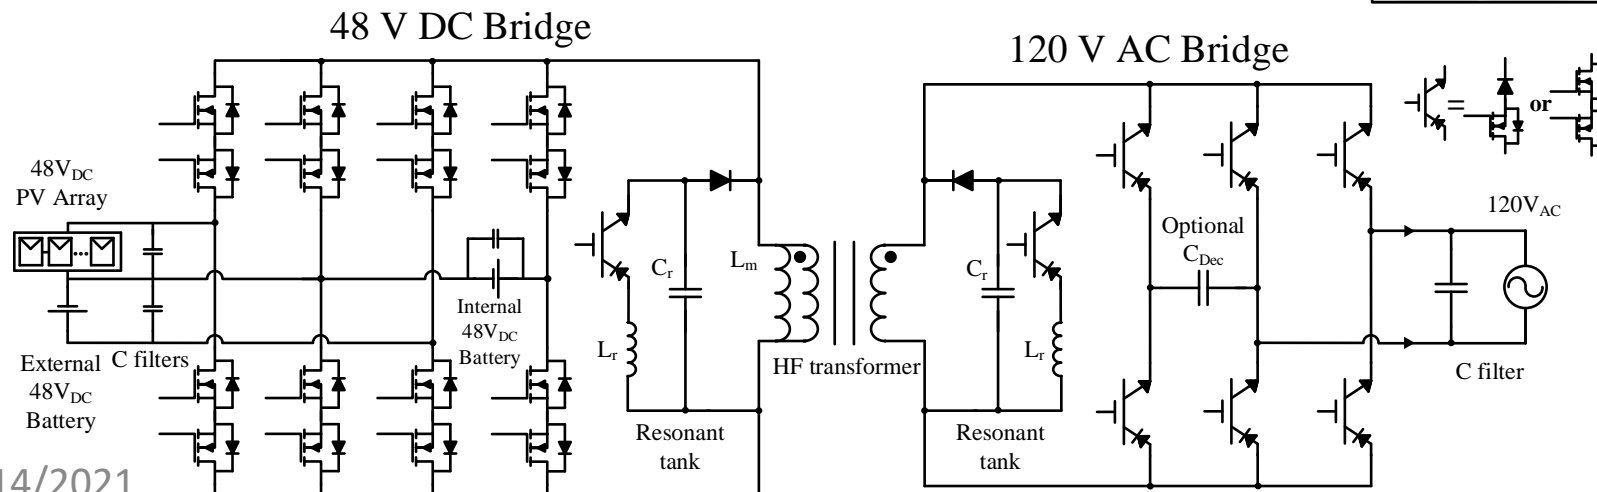 48 V DC Bridge
120 V AC Bridge
=
or
48V_DC
PV Array
120V_AC
Optional
C_Dec
C_r
L_m
C_r
Internal
48V_DC
Battery
L_r
L_r
External
48V_DC
Battery
C filters
HF transformer
C filter
Resonant
tank
Resonant
tank
14/2021